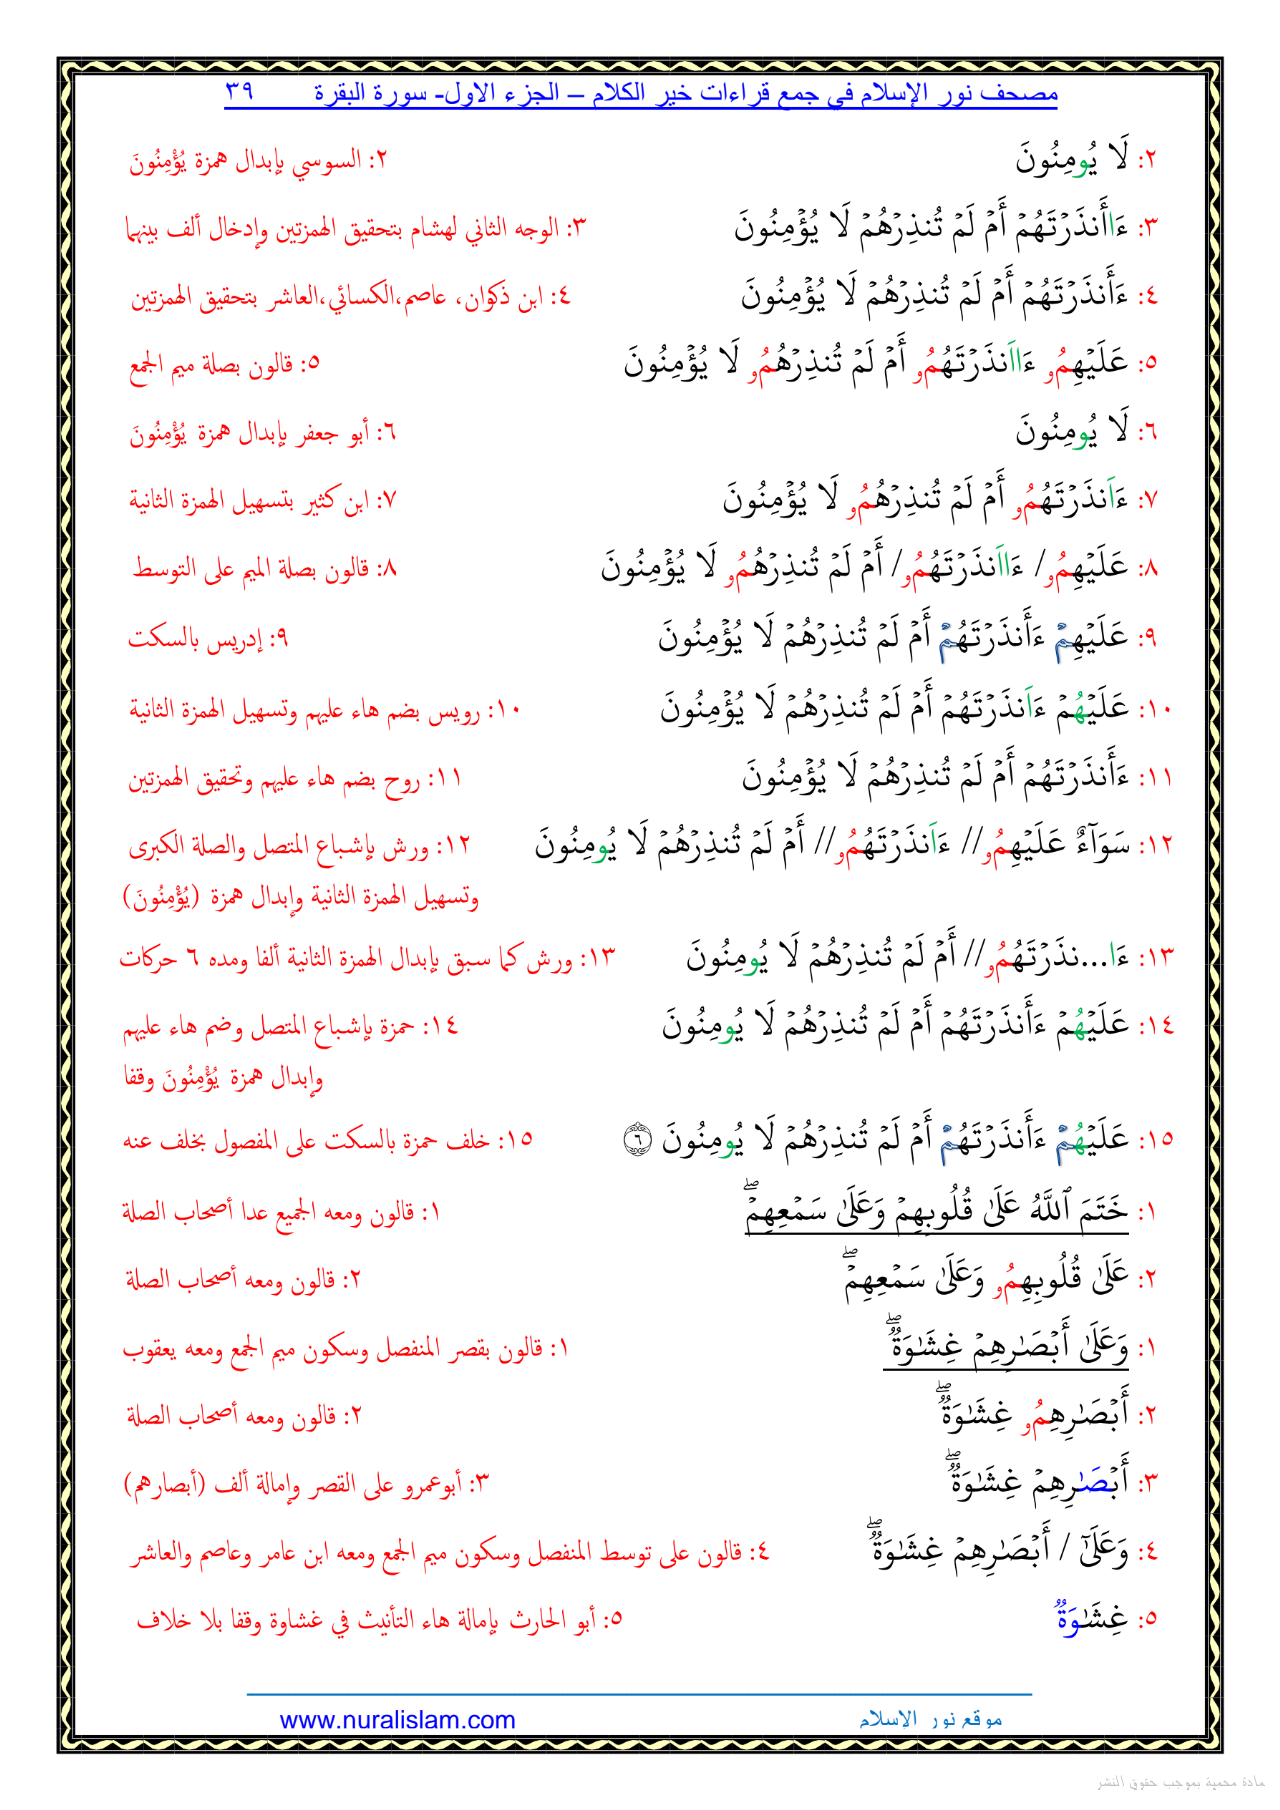 مصحف نور الإسلام في جمع قراءات خير الكلام – الجزء الاول- سورة البقرة ٣٩
٢: لَا يُومِنُونَ ٢: السوسي بإبدال همزة يُؤْمِنُونَ
٣: ءَاأَنذَرۡتَهُمۡ أَمۡ لَمۡ تُنذِرۡهُمۡ لَا يُؤۡمِنُونَ ٣: الوجه الثاني لهشام بتحقيق الهمزتين وإدخال ألف بينهما
٤: ءَأَنذَرۡتَهُمۡ أَمۡ لَمۡ تُنذِرۡهُمۡ لَا يُؤۡمِنُونَ ٤: ابن ذكوان، عاصم،الكسائي،العاشر بتحقيق الهمزتين
٥: عَلَيۡهِمُو ءَااَنذَرۡتَهُمُو أَمۡ لَمۡ تُنذِرۡهُمُو لَا يُؤۡمِنُونَ ٥: قالون بصلة ميم الجمع
٦: لَا يُومِنُونَ ٦: أبو جعفر بإبدال همزة يُؤْمِنُونَ
٧: ءَاَنذَرۡتَهُمُو أَمۡ لَمۡ تُنذِرۡهُمُو لَا يُؤۡمِنُونَ ٧: ابن كثير بتسهيل الهمزة الثانية
٨: عَلَيۡهِمُو/ ءَااَنذَرۡتَهُمُو/ أَمۡ لَمۡ تُنذِرۡهُمُو لَا يُؤۡمِنُونَ ٨: قالون بصلة الميم على التوسط
٩: عَلَيۡهِمۡ ءَأَنذَرۡتَهُمۡ أَمۡ لَمۡ تُنذِرۡهُمۡ لَا يُؤۡمِنُونَ ٩: إدريس بالسكت
١٠: عَلَيۡهُمۡ ءَاَنذَرۡتَهُمۡ أَمۡ لَمۡ تُنذِرۡهُمۡ لَا يُؤۡمِنُونَ ١٠: رويس بضم هاء عليهم وتسهيل الهمزة الثانية
١١: ءَأَنذَرۡتَهُمۡ أَمۡ لَمۡ تُنذِرۡهُمۡ لَا يُؤۡمِنُونَ ١١: روح بضم هاء عليهم وتحقيق الهمزتين
١٢: سَوَآءٌ عَلَيۡهِمُو// ءَاَنذَرۡتَهُمُو// أَمۡ لَمۡ تُنذِرۡهُمۡ لَا يُومِنُونَ ١٢: ورش بإشباع المتصل والصلة الكبرى
وتسهيل الهمزة الثانية وإبدال همزة (يُؤْمِنُونَ)
١٣: ءَا...نذَرۡتَهُمُو// أَمۡ لَمۡ تُنذِرۡهُمۡ لَا يُومِنُونَ ١٣: ورش كما سبق بإبدال الهمزة الثانية ألفا ومده ٦ حركات
١٤: عَلَيۡهُمۡ ءَأَنذَرۡتَهُمۡ أَمۡ لَمۡ تُنذِرۡهُمۡ لَا يُومِنُونَ ١٤: حمزة بإشباع المتصل وضم هاء عليهم
وإبدال همزة يُؤْمِنُونَ وقفا
١٥: عَلَيۡهُمۡ ءَأَنذَرۡتَهُمۡ أَمۡ لَمۡ تُنذِرۡهُمۡ لَا يُومِنُونَ ٦ ١٥: خلف حمزة بالسكت على المفصول بخلف عنه
١: خَتَمَ ٱللَّهُ عَلَىٰ قُلُوبِهِمۡ وَعَلَىٰ سَمۡعِهِمۡۖ ١: قالون ومعه الجميع عدا أصحاب الصلة
٢: عَلَىٰ قُلُوبِهِمُو وَعَلَىٰ سَمۡعِهِمۡۖ ٢: قالون ومعه أصحاب الصلة
١: وَعَلَىٰ أَبۡصَٰرِهِمۡ غِشَٰوَةٞۖ ١: قالون بقصر المنفصل وسكون ميم الجمع ومعه يعقوب
٢: أَبۡصَٰرِهِمُو غِشَٰوَةٞۖ ٢: قالون ومعه أصحاب الصلة
٣: أَبۡصَٰرِهِمۡ غِشَٰوَةٞۖ ٣: أبوعمرو على القصر وإمالة ألف (أبصارهم)
٤: وَعَلَىٰٓ / أَبۡصَٰرِهِمۡ غِشَٰوَةٞۖ ٤: قالون على توسط المنفصل وسكون ميم الجمع ومعه ابن عامر وعاصم والعاشر
٥: غِشَٰوَةٞ ٥: أبو الحارث بإمالة هاء التأنيث في غشاوة وقفا بلا خلاف
موقع نور الاسلام www.nuralislam.com
مادة محمية بموجب حقوق النشر